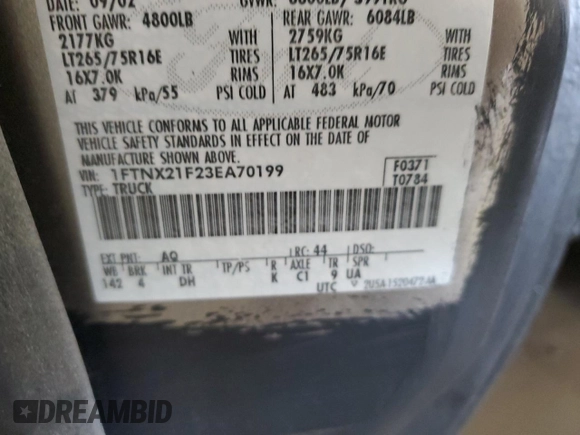 DATE: 09/02
FRONT GAWR: 4800LB
REAR GAWR: 6084LB
2177KG WITH
2759KG WITH
LT265/75R16E TIRES
LT265/75R16E TIRES
16X7.0K RIMS
16X7.0K RIMS
AT 379 kPa/55 PSI COLD
AT 483 kPa/70 PSI COLD
THIS VEHICLE CONFORMS TO ALL APPLICABLE FEDERAL MOTOR
VEHICLE SAFETY STANDARDS IN EFFECT ON THE DATE OF
MANUFACTURE SHOWN ABOVE.
VIN: 1FTNX21F23EA70199
F0371
TYPE: TRUCK
T0784
EXT PNT: AQ RC: 44 DSO:
WB BRK INT TR TP/PS R AXLE TR SPR
142 4 DH K C1 9 UA
UTC
DREAMBID